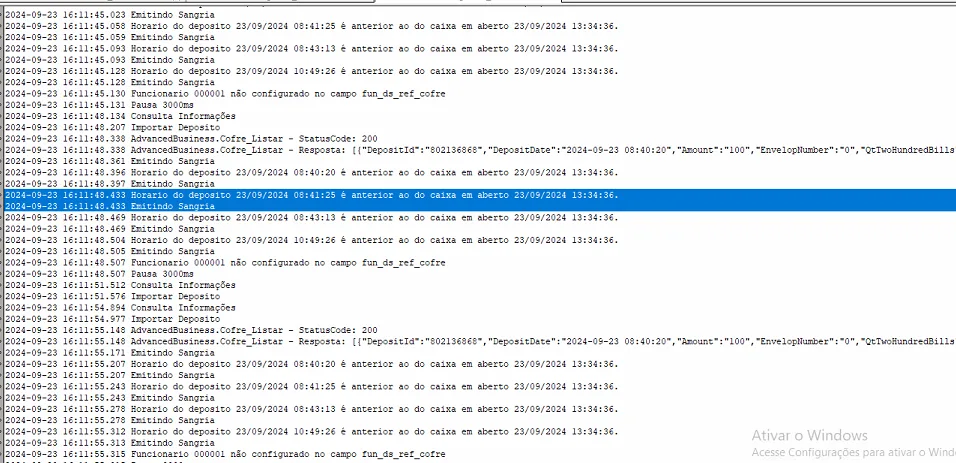 2024-09-23 16:11:45.023 Emitindo Sangria
2024-09-23 16:11:45.058 Horario do deposito 23/09/2024 08:41:25 é anterior ao do caixa em aberto 23/09/2024 13:34:36.
2024-09-23 16:11:45.059 Emitindo Sangria
2024-09-23 16:11:45.093 Horario do deposito 23/09/2024 08:43:13 é anterior ao do caixa em aberto 23/09/2024 13:34:36.
2024-09-23 16:11:45.093 Emitindo Sangria
2024-09-23 16:11:45.128 Horario do deposito 23/09/2024 10:49:26 é anterior ao do caixa em aberto 23/09/2024 13:34:36.
2024-09-23 16:11:45.128 Emitindo Sangria
2024-09-23 16:11:45.130 Funcionario 000001 não configurado no campo fun_ds_ref_cofre
2024-09-23 16:11:45.131 Pausa 3000ms
2024-09-23 16:11:48.134 Consulta Informações
2024-09-23 16:11:48.207 Importar Deposito
2024-09-23 16:11:48.338 AdvancedBusiness.Cofre_Listar - StatusCode: 200
2024-09-23 16:11:48.338 AdvancedBusiness.Cofre_Listar - Resposta: [{"DepositId":"802136868","DepositDate":"2024-09-23 08:40:20","Amount":"100","EnvelopNumber":"0","QtTwoHundredBills
2024-09-23 16:11:48.361 Emitindo Sangria
2024-09-23 16:11:48.396 Horario do deposito 23/09/2024 08:40:20 é anterior ao do caixa em aberto 23/09/2024 13:34:36.
2024-09-23 16:11:48.397 Emitindo Sangria
2024-09-23 16:11:48.433 Horario do deposito 23/09/2024 08:41:25 é anterior ao do caixa em aberto 23/09/2024 13:34:36.
2024-09-23 16:11:48.433 Emitindo Sangria
2024-09-23 16:11:48.469 Horario do deposito 23/09/2024 08:43:13 é anterior ao do caixa em aberto 23/09/2024 13:34:36.
2024-09-23 16:11:48.469 Emitindo Sangria
2024-09-23 16:11:48.504 Horario do deposito 23/09/2024 10:49:26 é anterior ao do caixa em aberto 23/09/2024 13:34:36.
2024-09-23 16:11:48.505 Emitindo Sangria
2024-09-23 16:11:48.507 Funcionario 000001 não configurado no campo fun_ds_ref_cofre
2024-09-23 16:11:48.507 Pausa 3000ms
2024-09-23 16:11:51.512 Consulta Informações
2024-09-23 16:11:51.576 Importar Deposito
2024-09-23 16:11:54.894 Consulta Informações
2024-09-23 16:11:54.977 Importar Deposito
2024-09-23 16:11:55.148 AdvancedBusiness.Cofre_Listar - StatusCode: 200
2024-09-23 16:11:55.148 AdvancedBusiness.Cofre_Listar - Resposta: [{"DepositId":"802136868","DepositDate":"2024-09-23 08:40:20","Amount":"100","EnvelopNumber":"0","QtTwoHundredBills
2024-09-23 16:11:55.171 Emitindo Sangria
2024-09-23 16:11:55.207 Horario do deposito 23/09/2024 08:40:20 é anterior ao do caixa em aberto 23/09/2024 13:34:36.
2024-09-23 16:11:55.207 Emitindo Sangria
2024-09-23 16:11:55.243 Horario do deposito 23/09/2024 08:41:25 é anterior ao do caixa em aberto 23/09/2024 13:34:36.
2024-09-23 16:11:55.243 Emitindo Sangria
2024-09-23 16:11:55.278 Horario do deposito 23/09/2024 08:43:13 é anterior ao do caixa em aberto 23/09/2024 13:34:36.
2024-09-23 16:11:55.278 Emitindo Sangria
2024-09-23 16:11:55.312 Horario do deposito 23/09/2024 10:49:26 é anterior ao do caixa em aberto 23/09/2024 13:34:36.
2024-09-23 16:11:55.313 Emitindo Sangria
2024-09-23 16:11:55.315 Funcionario 000001 não configurado no campo fun_ds_ref_cofre
Ativar o Windows
Acesse Configurações para ativar o Wind